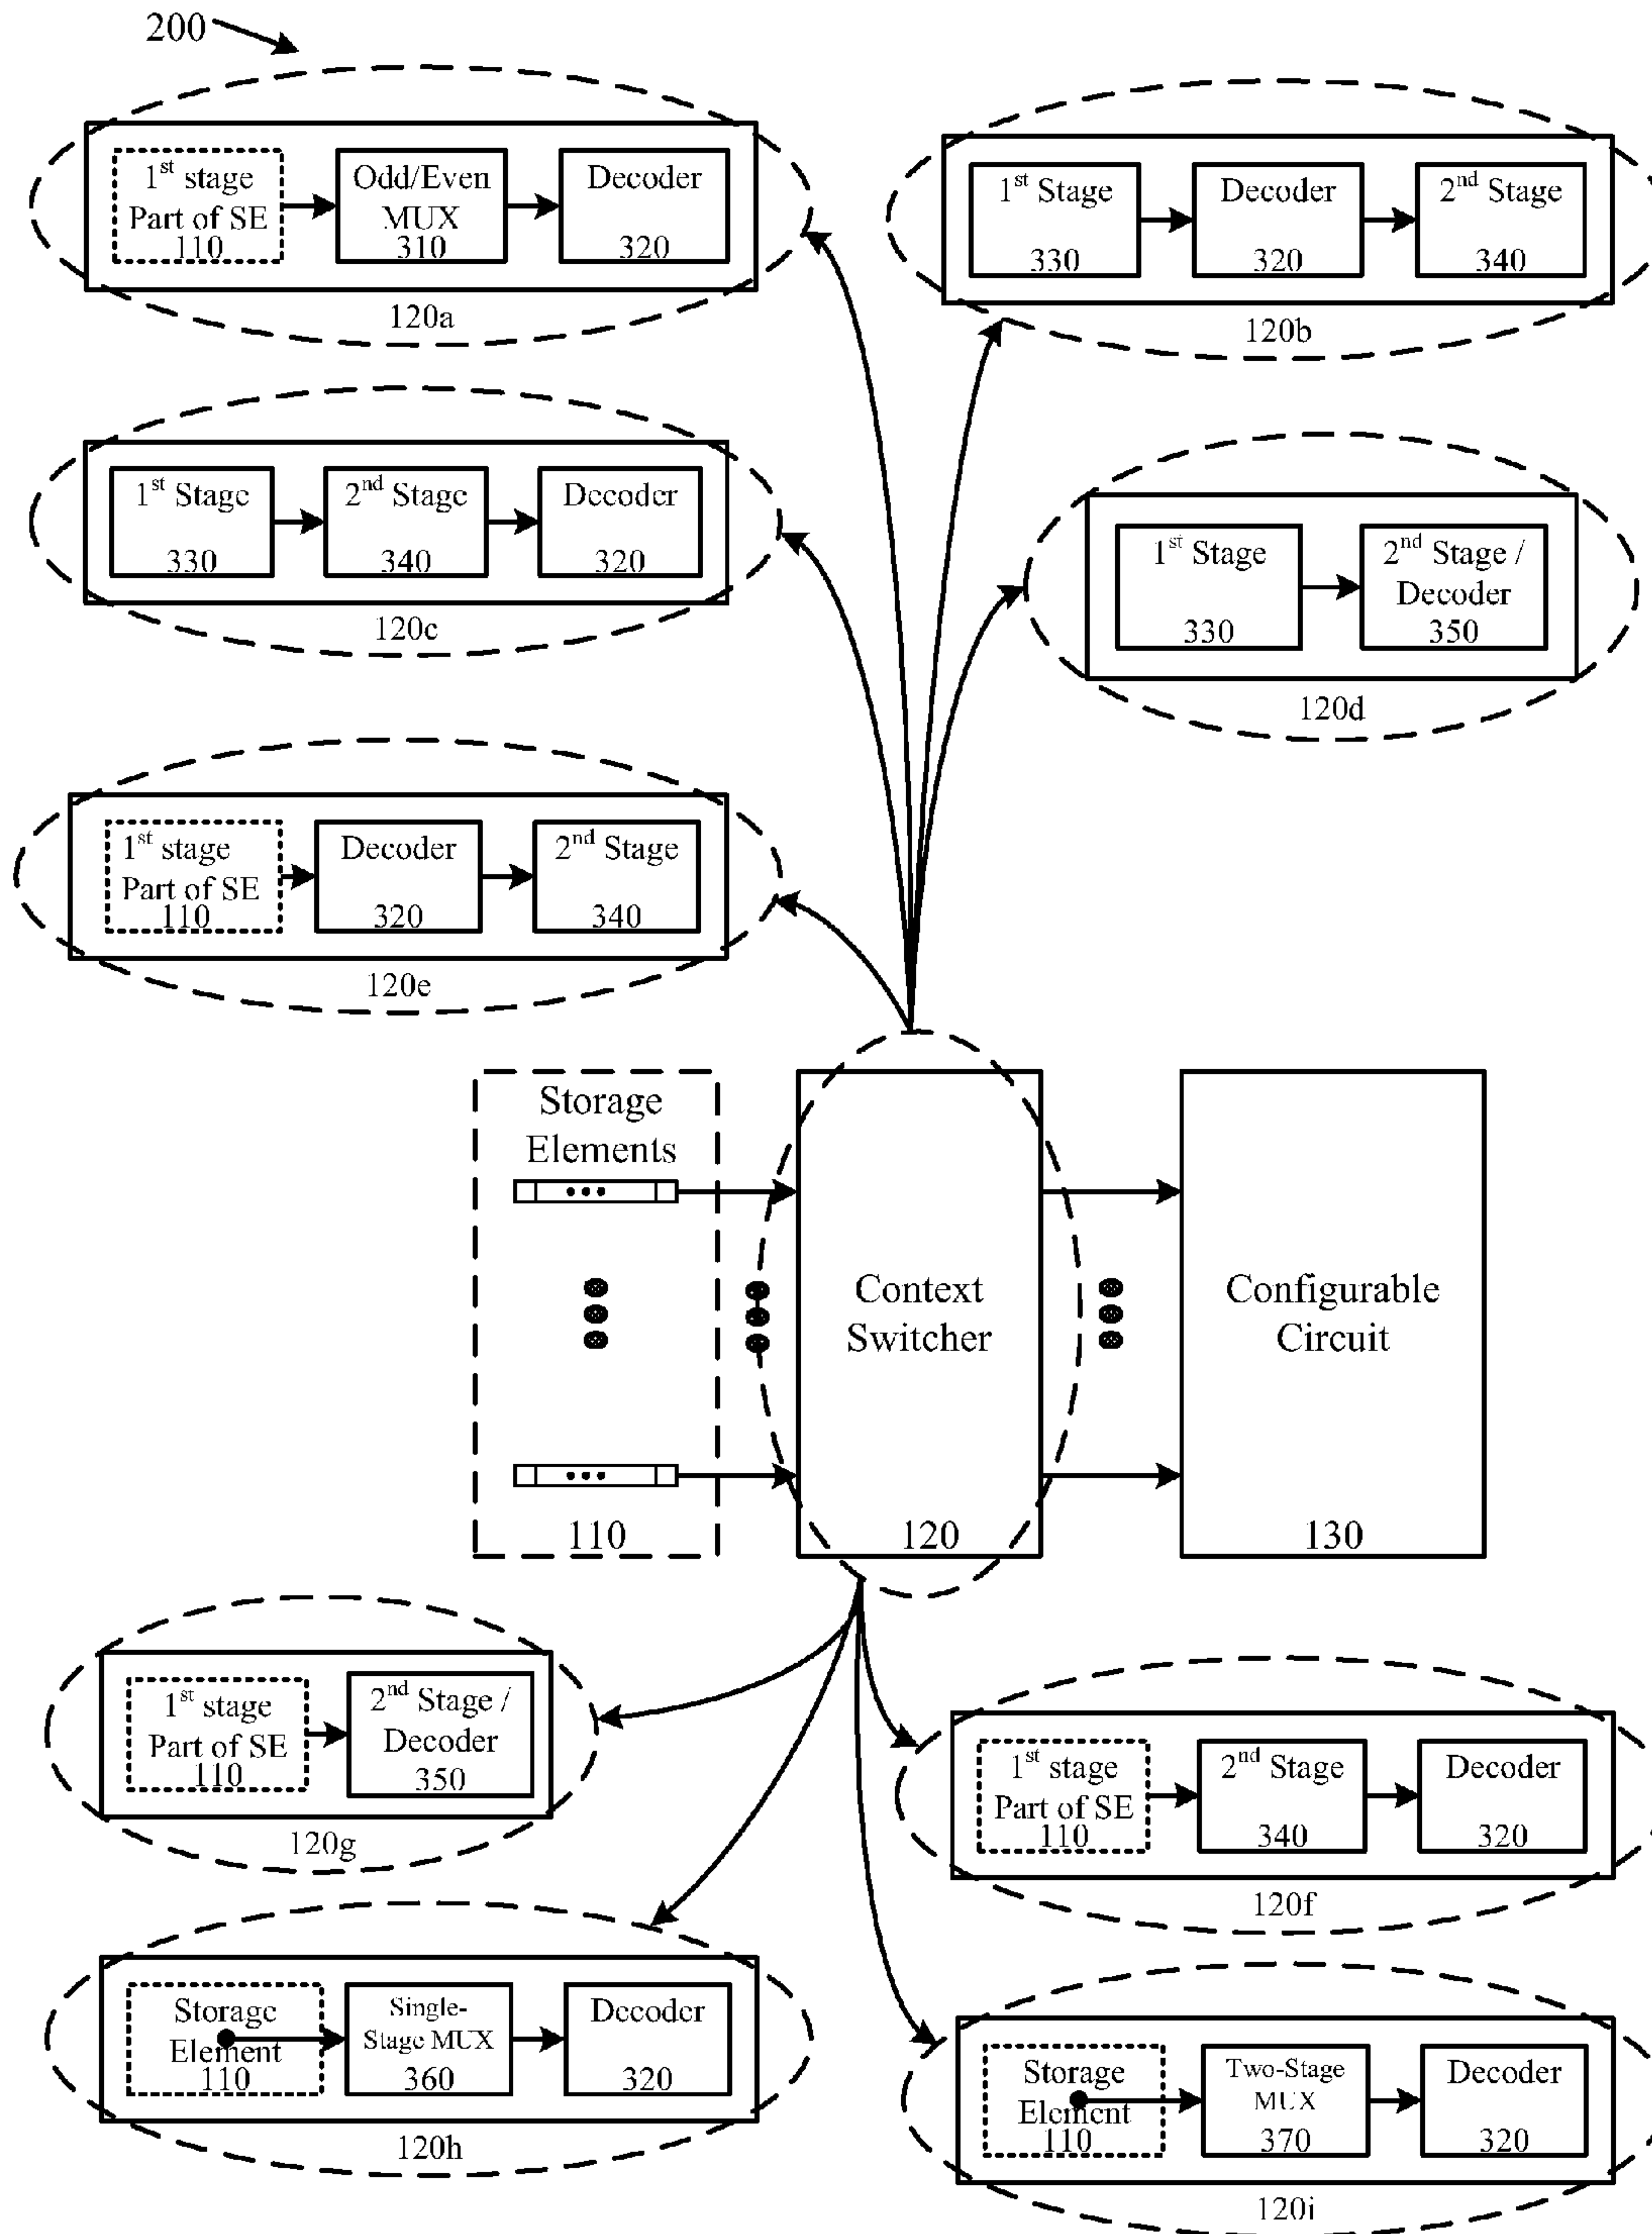 200
1st stage
Part of SE
110
Odd/Even
MUX
310
Decoder
320
120a
1st Stage
330
Decoder
320
2nd Stage
340
120b
1st Stage
330
2nd Stage
340
Decoder
320
120c
1st Stage
330
2nd Stage /
Decoder
350
120d
1st stage
Part of SE
110
Decoder
320
2nd Stage
340
120e
Storage
Elements
110
Context
Switcher
120
Configurable
Circuit
130
1st stage
Part of SE
110
2nd Stage /
Decoder
350
120g
1st stage
Part of SE
110
2nd Stage
340
Decoder
320
120f
Storage
Element
110
Single-
Stage MUX
360
Decoder
320
120h
Storage
Element
110
Two-Stage
MUX
370
Decoder
320
120i